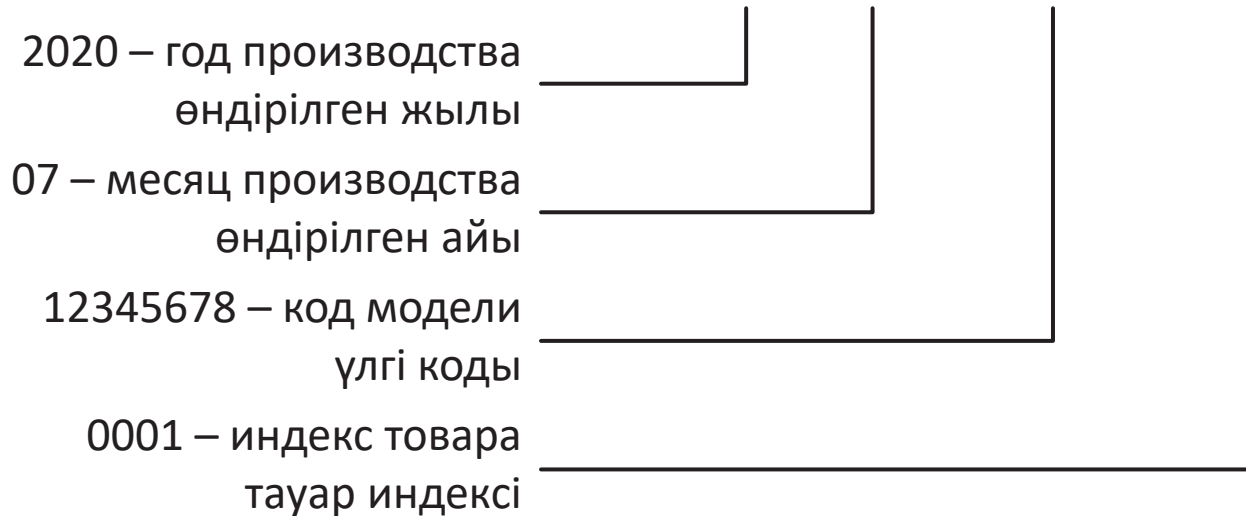 2020 – год производства
өндірілген жылы
07 – месяц производства
өндірілген айы
12345678 – код модели
үлгі коды
0001 – индекс товара
тауар индексі